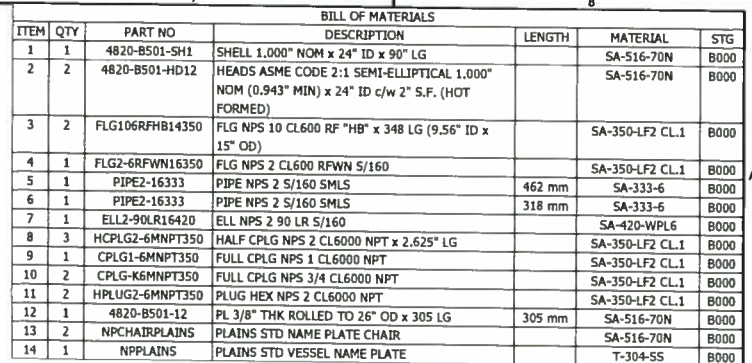 B
BILL OF MATERIALS
ITEM QTY PART NO DESCRIPTION LENGTH MATERIAL STG
1 1 4820-B501-SH1 SHELL 1.000" NOM x 24" ID x 90" LG SA-516-70N B000
2 2 4820-B501-HD12 HEADS ASME CODE 2:1 SEMI-ELLIPTICAL 1.000" SA-516-70N B000
NOM (0.943" MIN) x 24" ID c/w 2" S.F. (HOT
FORMED)
3 2 FLG106RFHB14350 FLG NPS 10 CL600 RF "HB" x 348 LG (9.56" ID x SA-350-LF2 CL.1 B000
15" OD)
4 1 FLG2-6RFWN16350 FLG NPS 2 CL600 RFWN S/160 SA-350-LF2 CL.1 B000
5 1 PIPE2-16333 PIPE NPS 2 S/160 SMLS 462 mm SA-333-6 B000
6 1 PIPE2-16333 PIPE NPS 2 S/160 SMLS 318 mm SA-333-6 B000
7 1 ELL2-90LR16420 ELL NPS 2 90 LR S/160 SA-420-WPL6 B000
8 3 HCPLG2-6MNPT350 HALF CPLG NPS 2 CL6000 NPT x 2.625" LG SA-350-LF2 CL.1 B000
9 1 CPLG1-6MNPT350 FULL CPLG NPS 1 CL6000 NPT SA-350-LF2 CL.1 B000
10 2 CPLG-K6MNPT350 FULL CPLG NPS 3/4 CL6000 NPT SA-350-LF2 CL.1 B000
11 2 HPLUG2-6MNPT350 PLUG HEX NPS 2 CL6000 NPT SA-350-LF2 CL.1 B000
12 1 4820-B501-12 PL 3/8" THK ROLLED TO 26" OD x 305 LG 305 mm SA-516-70N B000
13 2 NPCHAIRPLAINS PLAINS STD NAME PLATE CHAIR SA-516-70N B000
14 1 NPPLAINS PLAINS STD VESSEL NAME PLATE T-304-SS B000